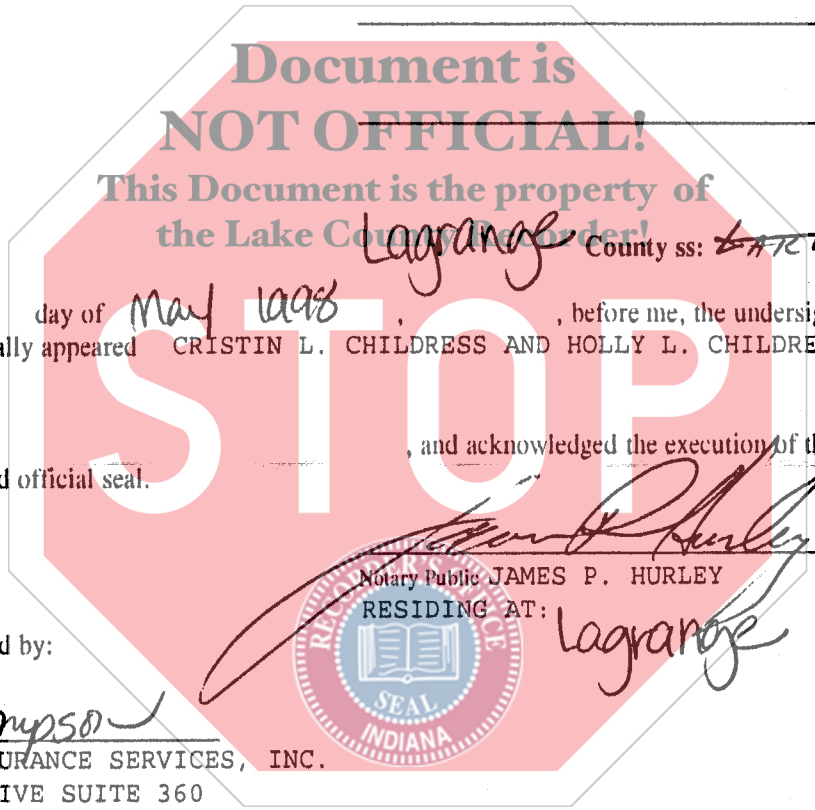 Document is
NOT OFFICIAL!
This Document is the property of
the Lake County Recorder!
Lagrange County ss:
day of May 1998 , , before me, the undersig
ally appeared CRISTIN L. CHILDRESS AND HOLLY L. CHILDRE
STOP
, and acknowledged the execution of th
d official seal.
James P Hurley
Notary Public JAMES P. HURLEY
RESIDING AT: Lagrange
RECORDER'S OFFICE
SEAL
INDIANA
d by:
mpson
URANCE SERVICES, INC.
IVE SUITE 360